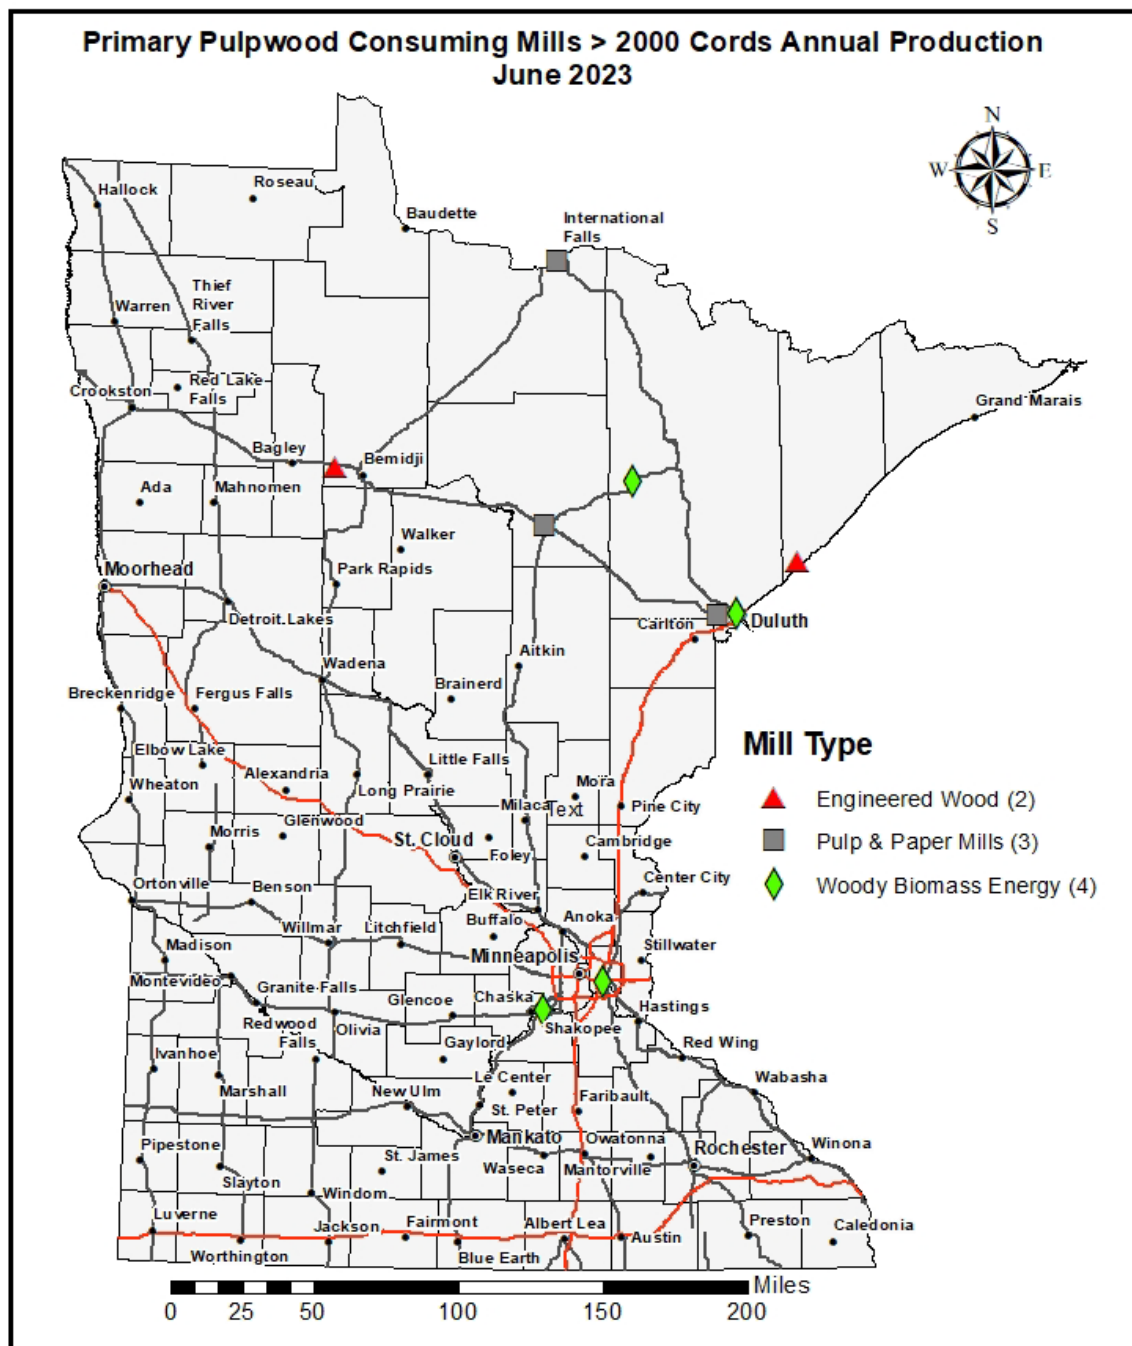 Primary Pulpwood Consuming Mills > 2000 Cords Annual Production
June 2023
N
W
E
S
Hallock
Roseau
Baudette
International
Falls
Thief
River
Falls
Warren
Red Lake
Falls
Crookston
Grand Marais
Bagley
Bemidji
Ada
Mahnomen
Walker
Park Rapids
Moorhead
Detroit Lakes
Carlton
Duluth
Aitkin
Wadena
Brainerd
Breckenridge
Fergus Falls
Elbow Lake
Alexandria
Little Falls
Long Prairie
Wheaton
Mora
Milaca
Text
Pine City
Morris
Glenwood
St. Cloud
Foley
Cambridge
Ortonville
Benson
Elk River
Center City
Buffalo
Anoka
Willmar
Litchfield
Madison
Stillwater
Minneapolis
Montevideo
Granite Falls
Glencoe
Chaska
Hastings
Redwood
Falls
Olivia
Shakopee
Gaylord
Red Wing
Ivanhoe
Marshall
Le Center
Wabasha
New Ulm
St. Peter
Faribault
Pipestone
Mankato
Owatonna
Rochester
Winona
St. James
Waseca
Mantorville
Slayton
Windom
Luverne
Jackson
Fairmont
Albert Lea
Preston
Caledonia
Worthington
Blue Earth
Austin
Mill Type
Engineered Wood (2)
Pulp & Paper Mills (3)
Woody Biomass Energy (4)
Miles
0 25 50 100 150 200